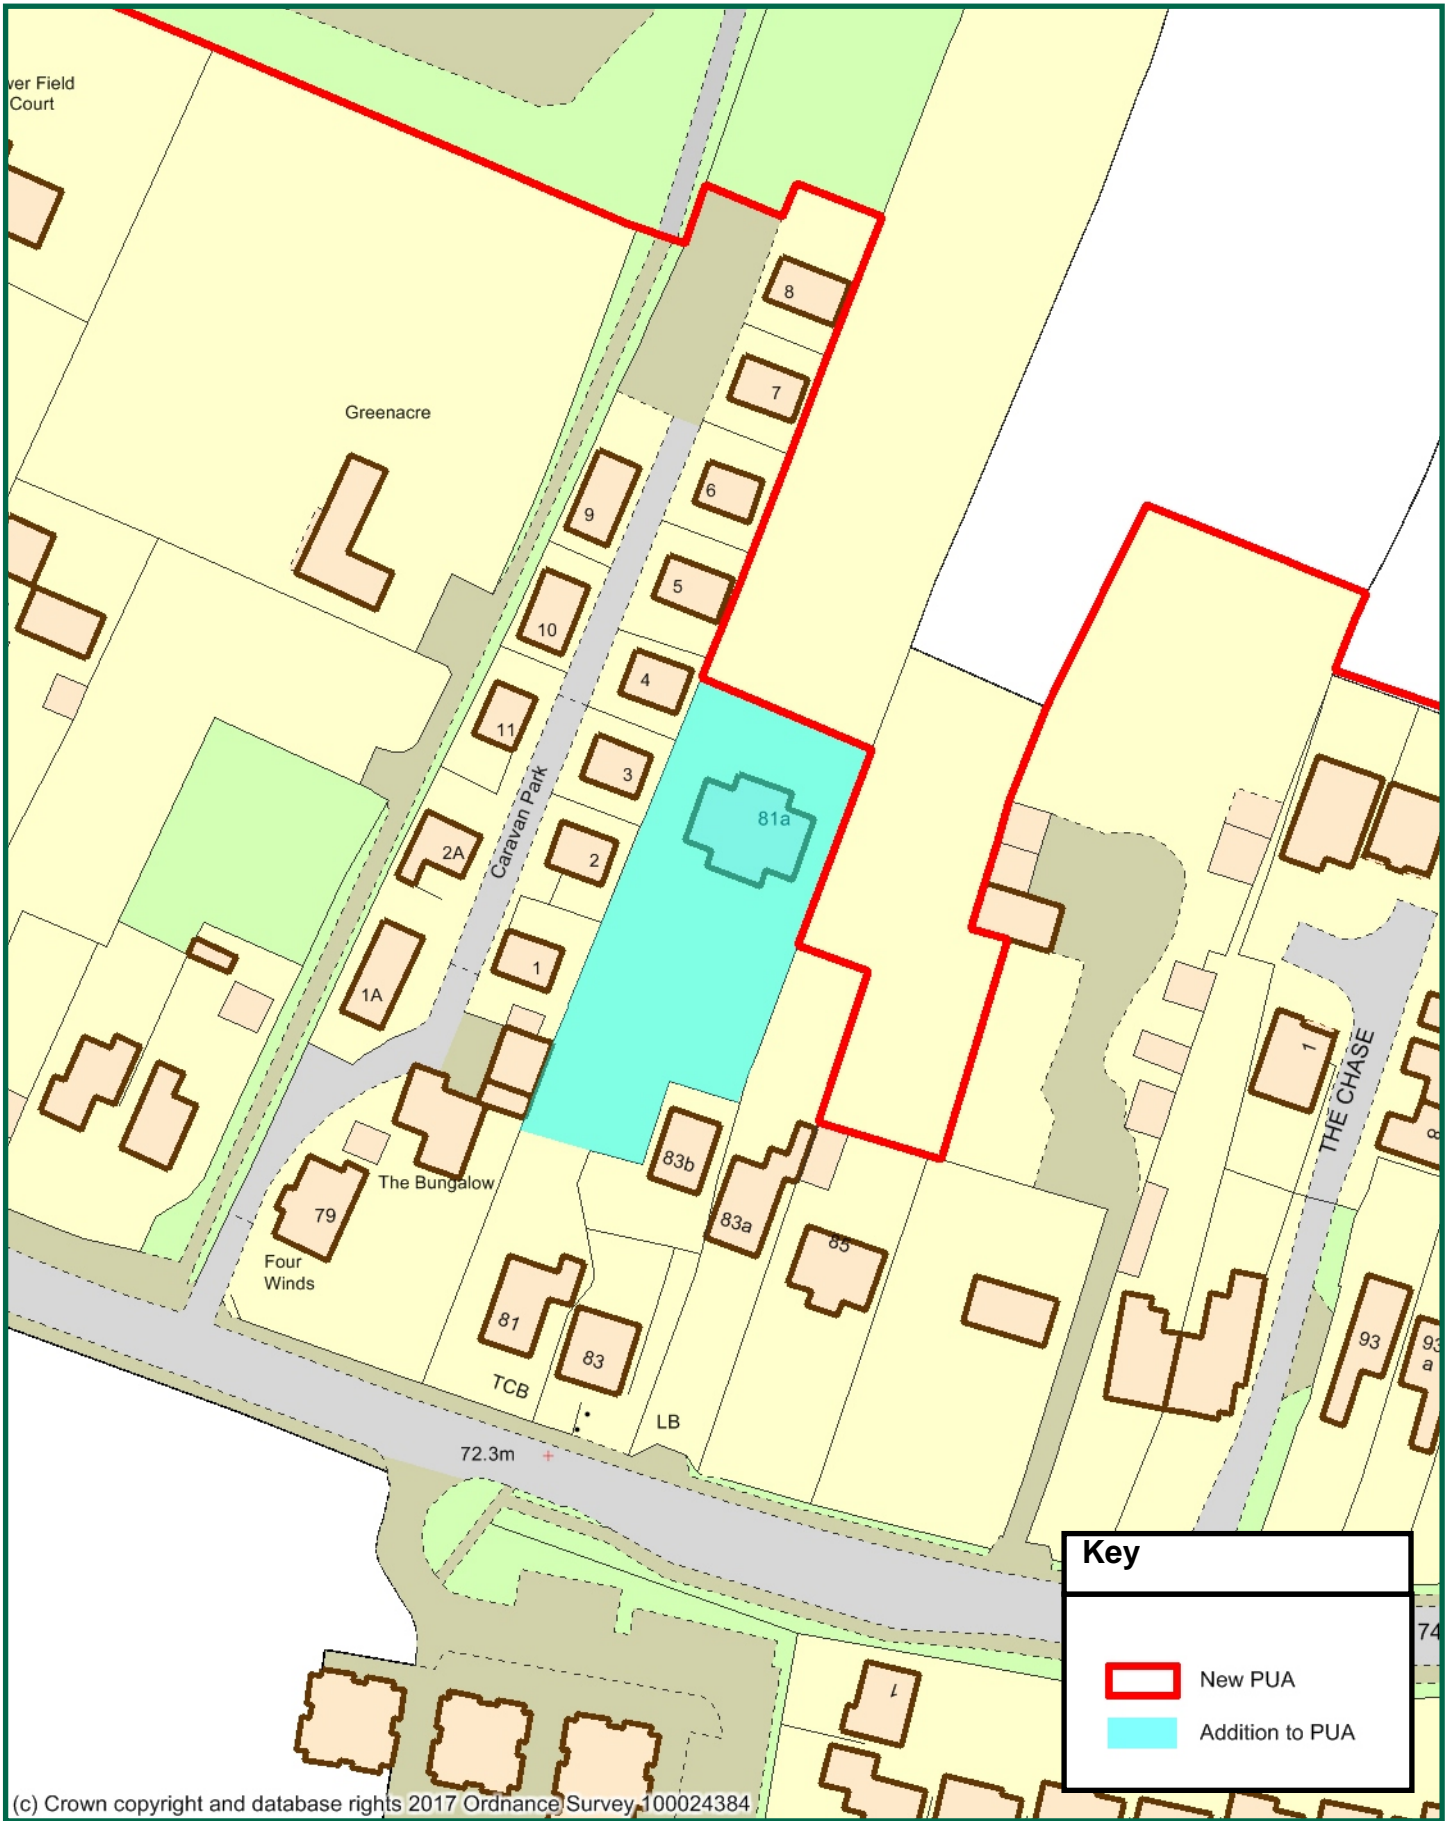 ver Field
Court
8
7
Greenacre
6
9
5
10
4
11
3
81a
Caravan Park
2A
2
1
1A
1
THE CHASE
8
83b
The Bungalow
79
83a
85
Four
Winds
81
83
93
93
a
TCB
LB
72.3m
Key
74
New PUA
1
Addition to PUA
(c) Crown copyright and database rights 2017 Ordnance Survey 100024384